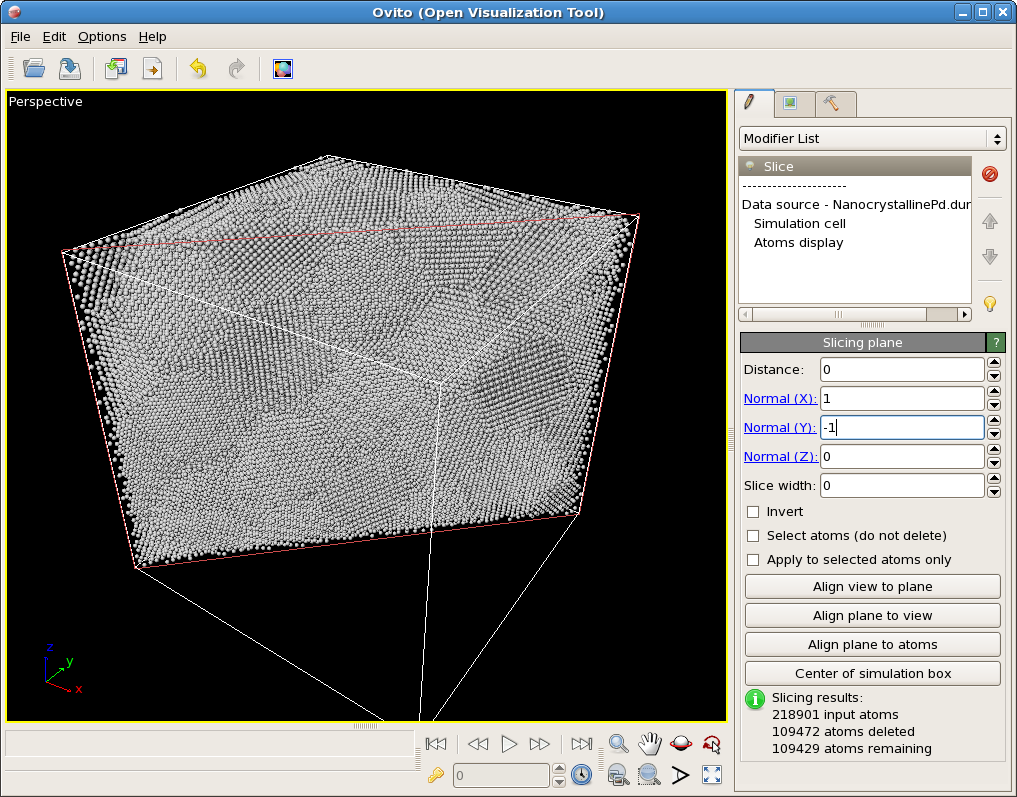 Ovito (Open Visualization Tool)
File Edit Options Help
Perspective
z
y
x
0
Modifier List
Slice
----------------------
Data source - NanocrystallinePd.dur
Simulation cell
Atoms display
Slicing plane
?
Distance: 0
Normal (X): 1
Normal (Y): -1
Normal (Z): 0
Slice width: 0
Invert
Select atoms (do not delete)
Apply to selected atoms only
Align view to plane
Align plane to view
Align plane to atoms
Center of simulation box
Slicing results:
218901 input atoms
109472 atoms deleted
109429 atoms remaining